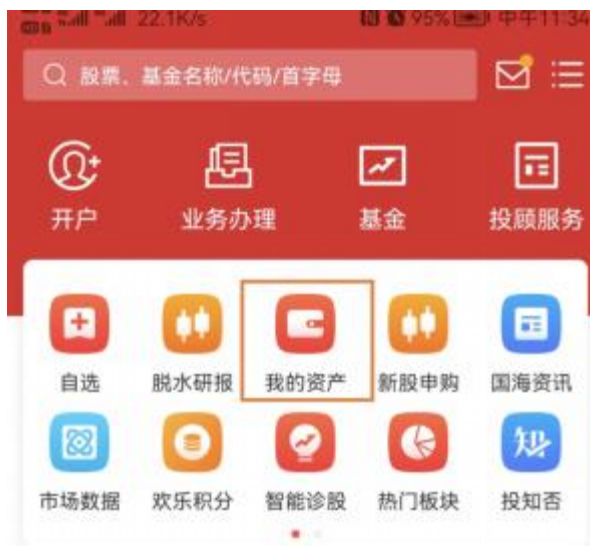 22.1K/s 95% 中午11:34
股票、基金名称/代码/首字母
开户 业务办理 基金 投顾服务
自选 脱水研报 我的资产 新股申购 国海资讯
市场数据 欢乐积分 智能诊股 热门板块 投知否